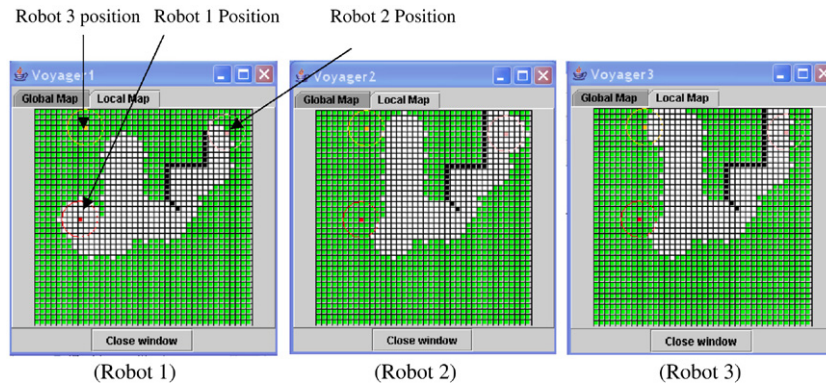 Robot 3 position Robot 1 Position Robot 2 Position
Voyager1 Voyager2 Voyager3
Global Map Local Map Global Map Local Map Global Map Local Map
Close window Close window Close window
(Robot 1) (Robot 2) (Robot 3)